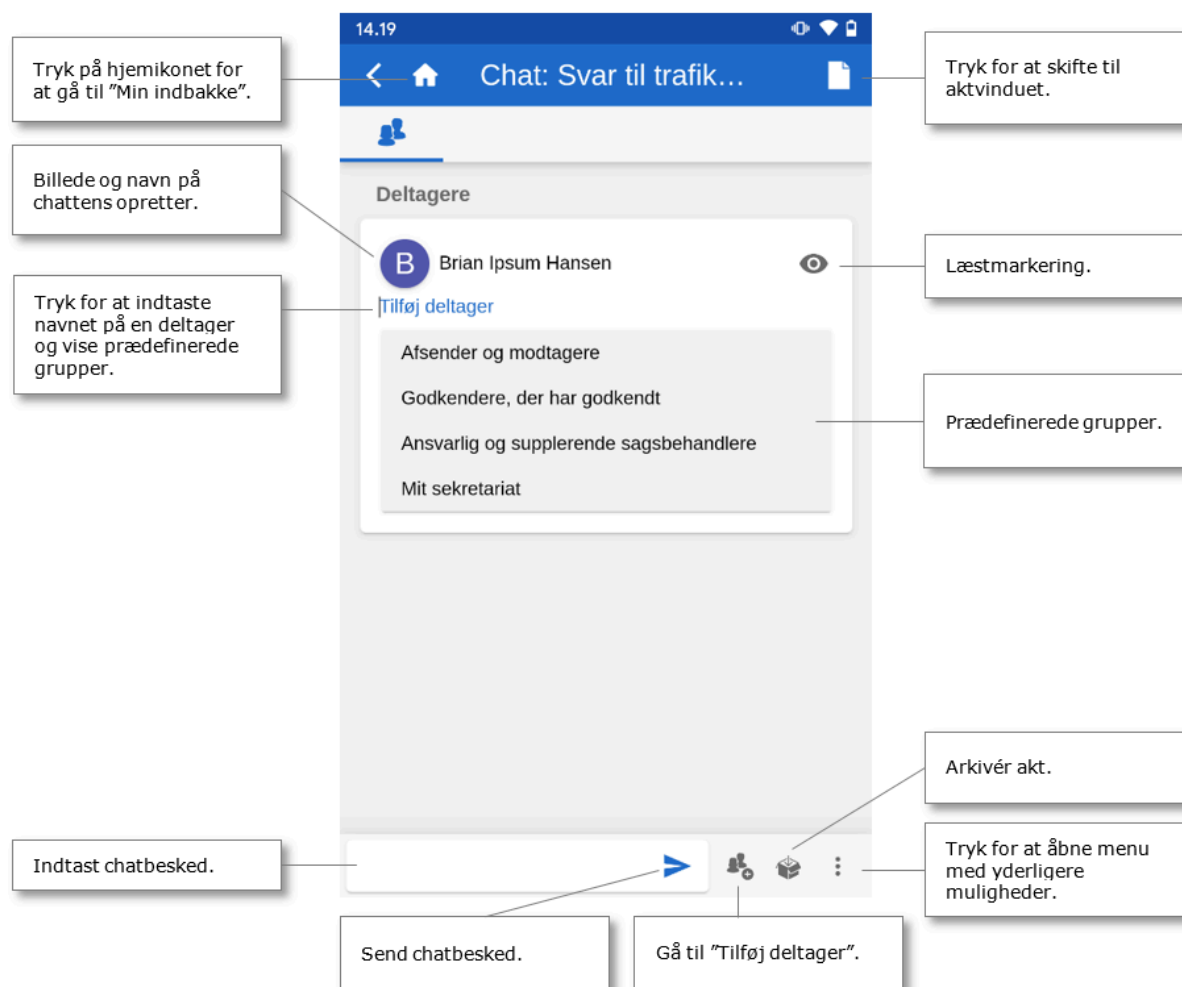 14.19
Tryk på hjemikonet for
at gå til ”Min indbakke”.
Chat: Svar til trafik...
Tryk for at skifte til
aktvinduet.
Billede og navn på
chattens opretter.
Deltagere
B
Brian Ipsum Hansen
Læstmarkering.
Tryk for at indtaste
navnet på en deltager
og vise prædefinerede
grupper.
Tilføj deltager
Afsender og modtagere
Godkendere, der har godkendt
Ansvarlig og supplerende sagsbehandlere
Mit sekretariat
Prædefinerede grupper.
Arkivér akt.
Indtast chatbesked.
Tryk for at åbne menu
med yderligere
muligheder.
Send chatbesked.
Gå til ”Tilføj deltager”.